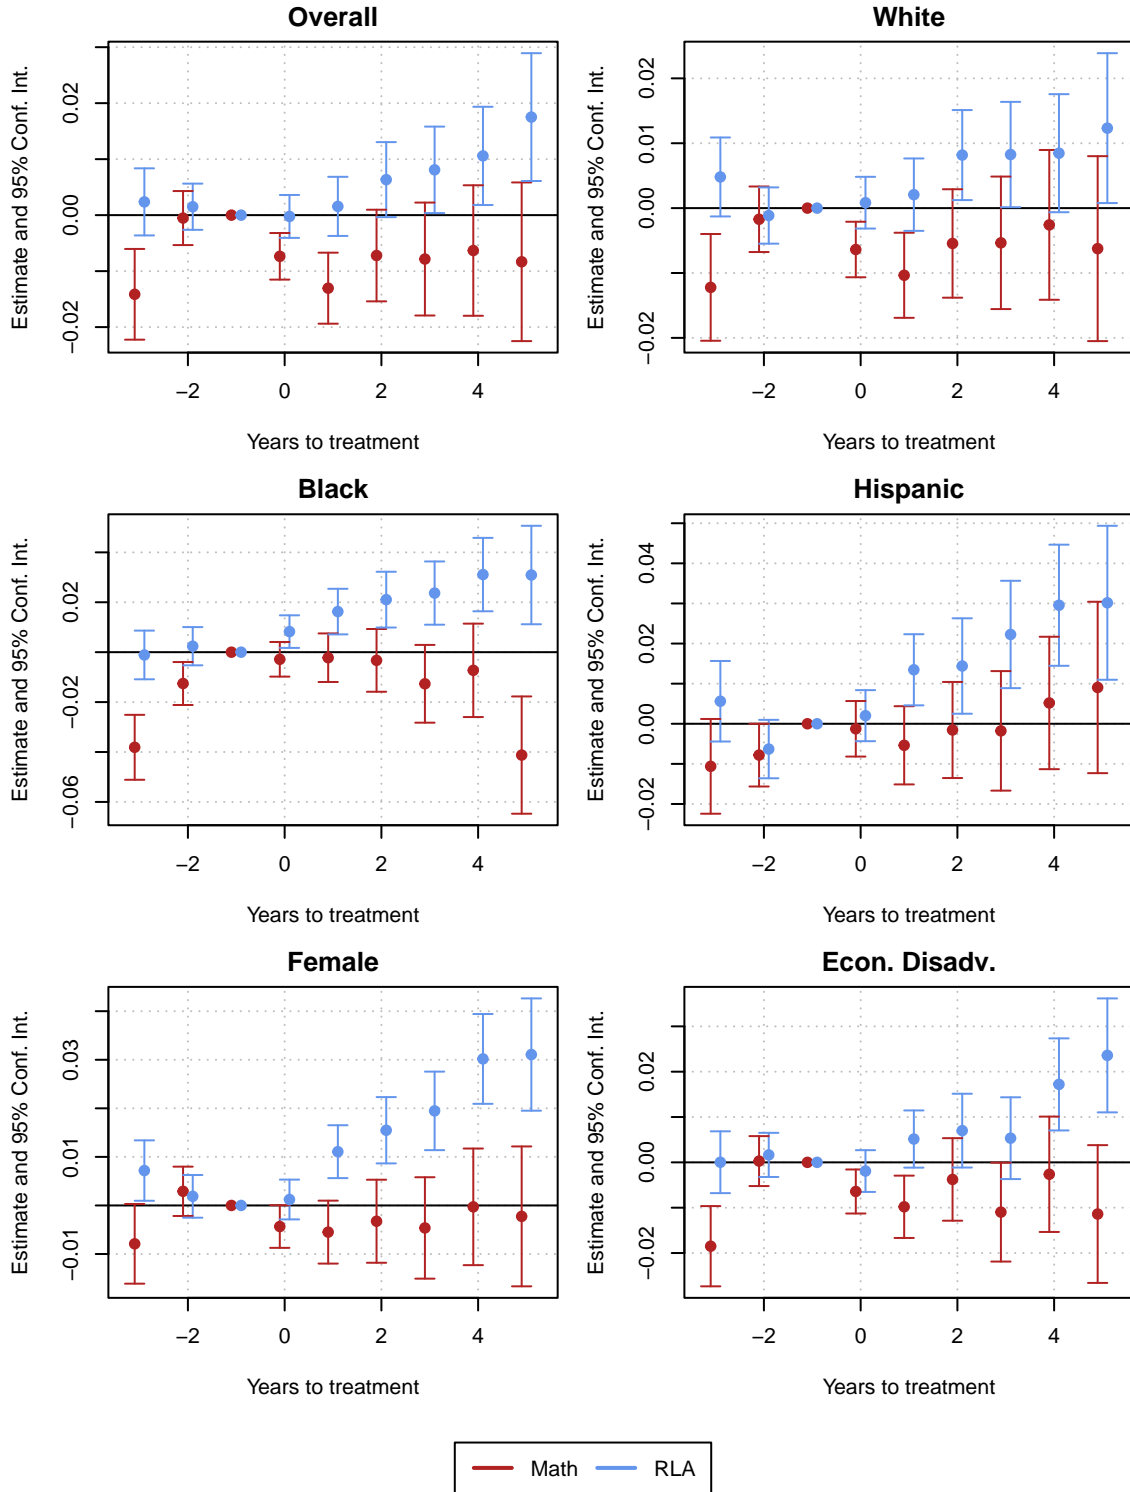 Overall
Estimate and 95% Conf. Int.
0.02
0.00
−0.02
−2 0 2 4
Years to treatment
White
Estimate and 95% Conf. Int.
0.02
0.01
0.00
−0.02
−2 0 2 4
Years to treatment
Black
Estimate and 95% Conf. Int.
0.02
−0.02
−0.06
−2 0 2 4
Years to treatment
Hispanic
Estimate and 95% Conf. Int.
0.04
0.02
0.00
−0.02
−2 0 2 4
Years to treatment
Female
Estimate and 95% Conf. Int.
0.03
0.01
−0.01
−2 0 2 4
Years to treatment
Econ. Disadv.
Estimate and 95% Conf. Int.
0.02
0.00
−0.02
−2 0 2 4
Years to treatment
Math RLA